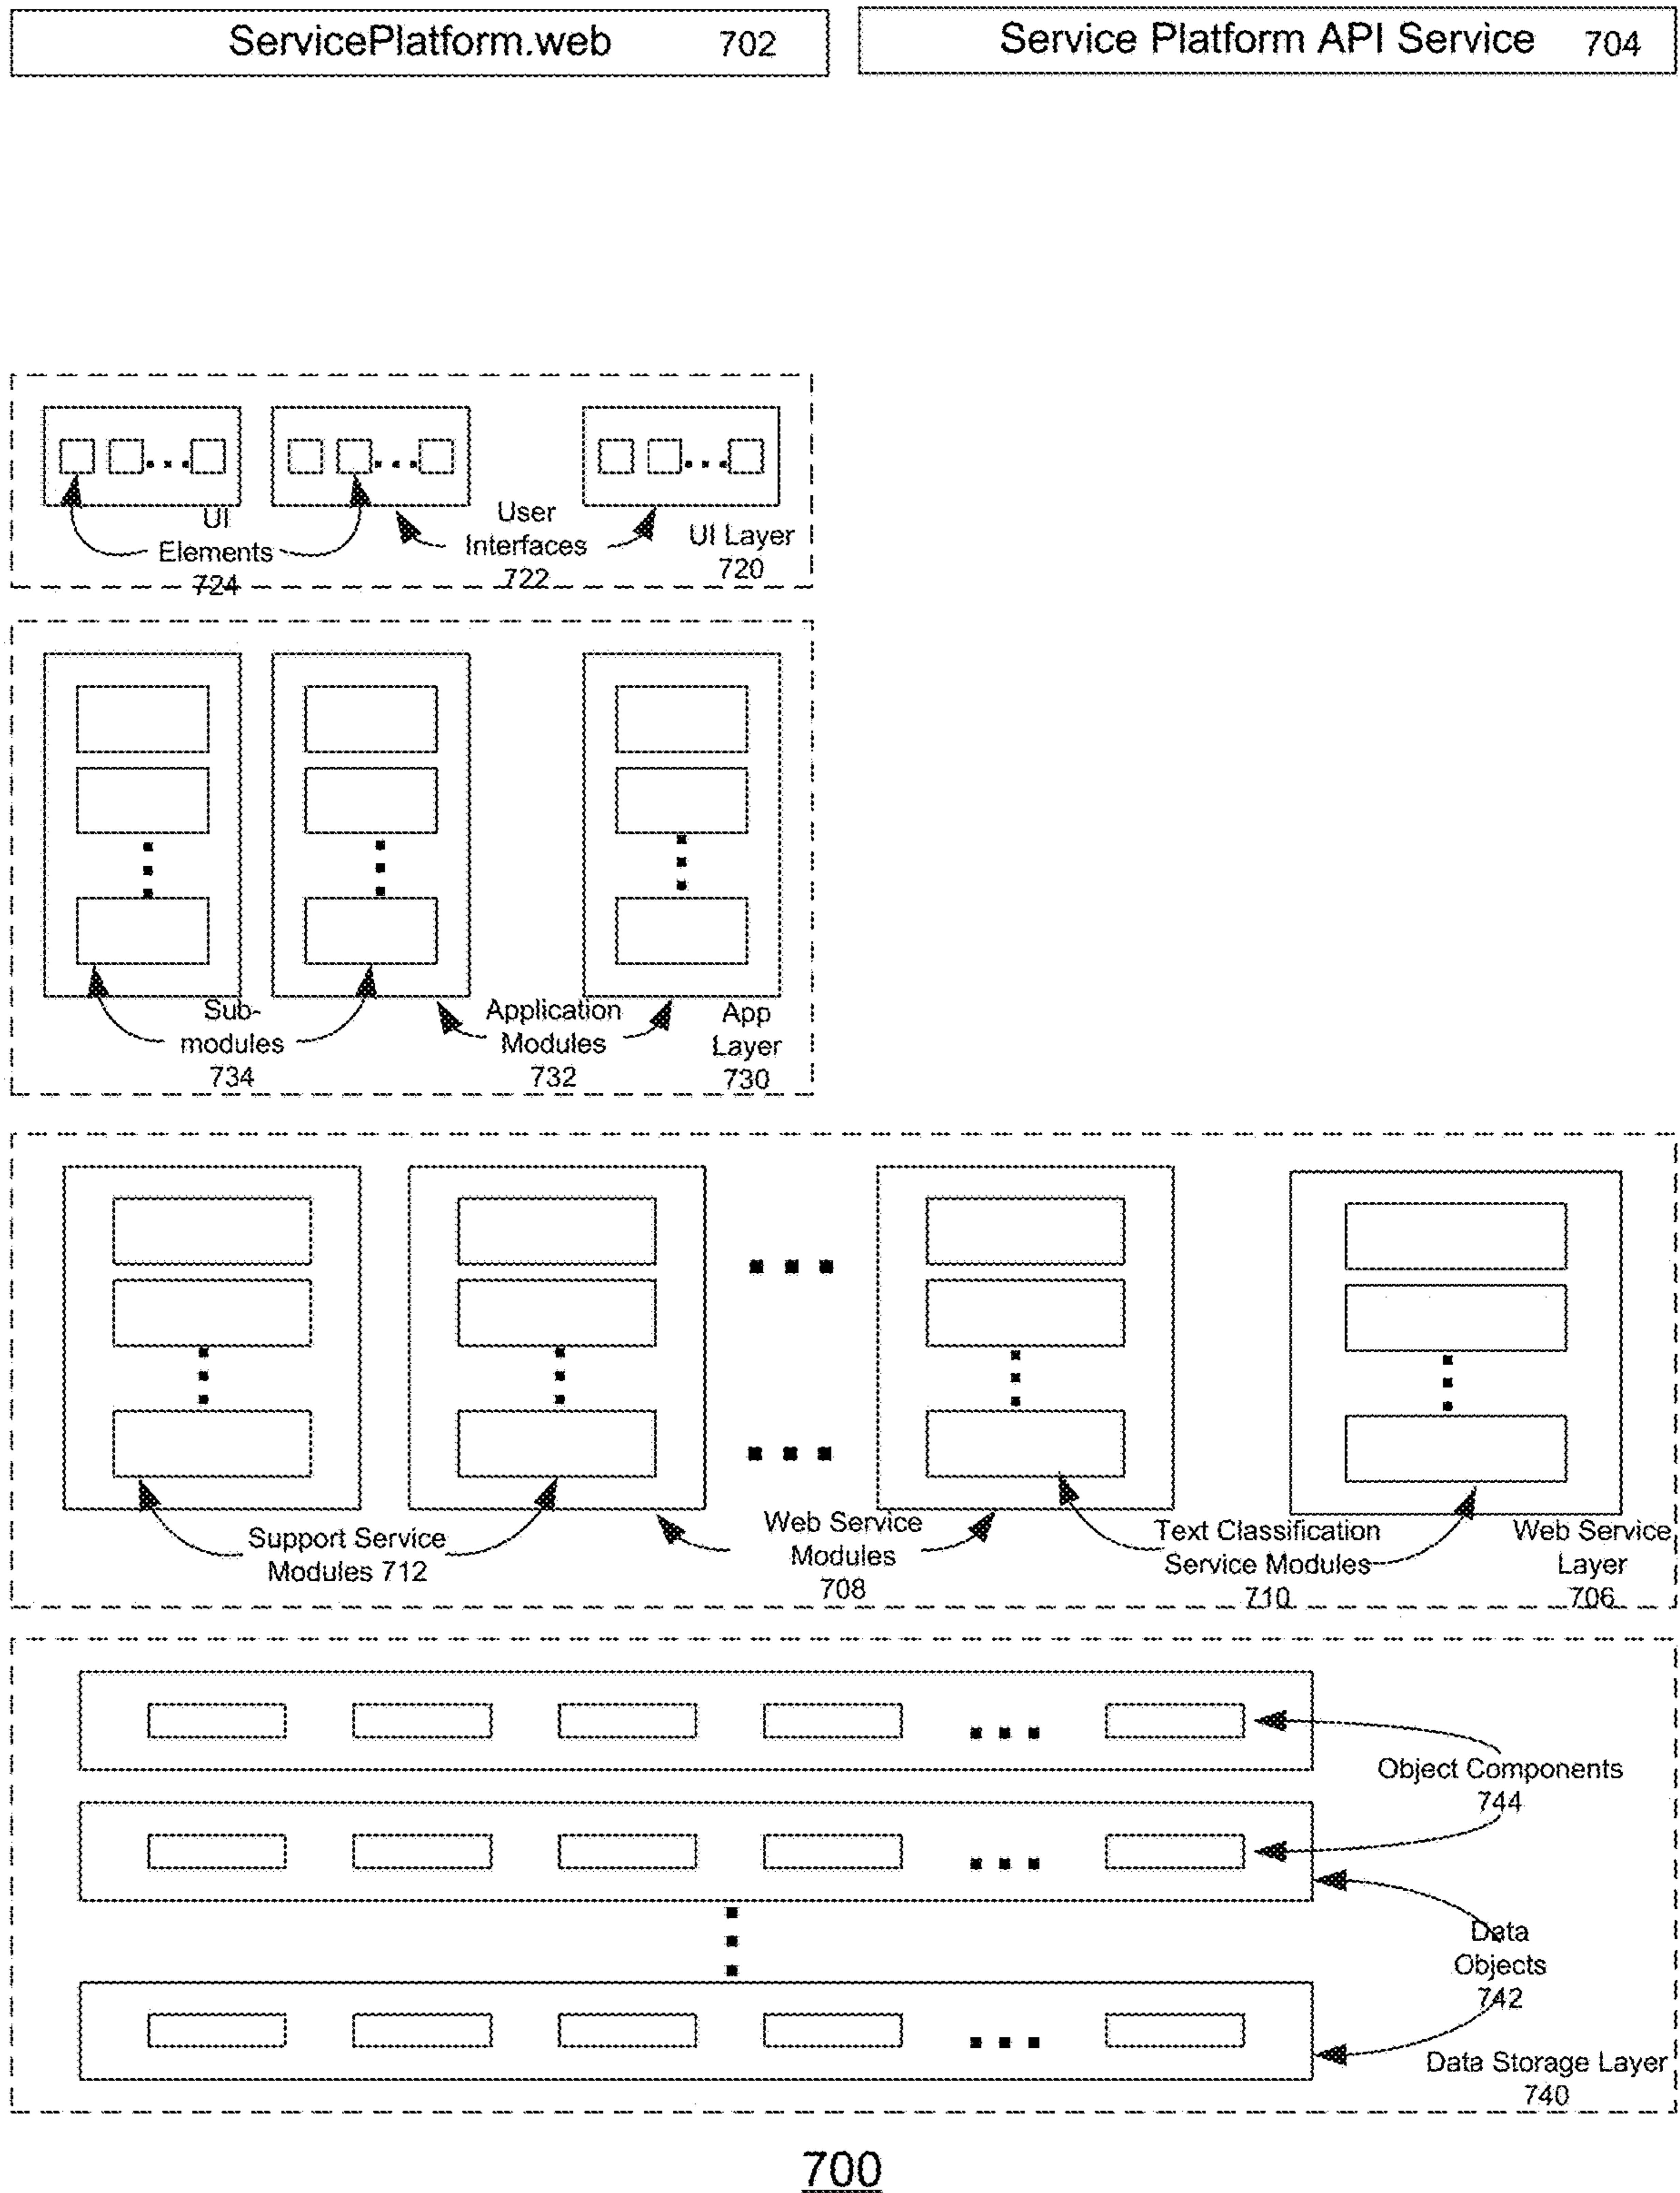 ServicePlatform.web 702
Service Platform API Service 704
UI
Elements
724
User
Interfaces
722
UI Layer
720
Sub-
modules
734
Application
Modules
732
App
Layer
730
Support Service
Modules 712
Web Service
Modules
708
Text Classification
Service Modules
710
Web Service
Layer
706
Object Components
744
Data
Objects
742
Data Storage Layer
740
700